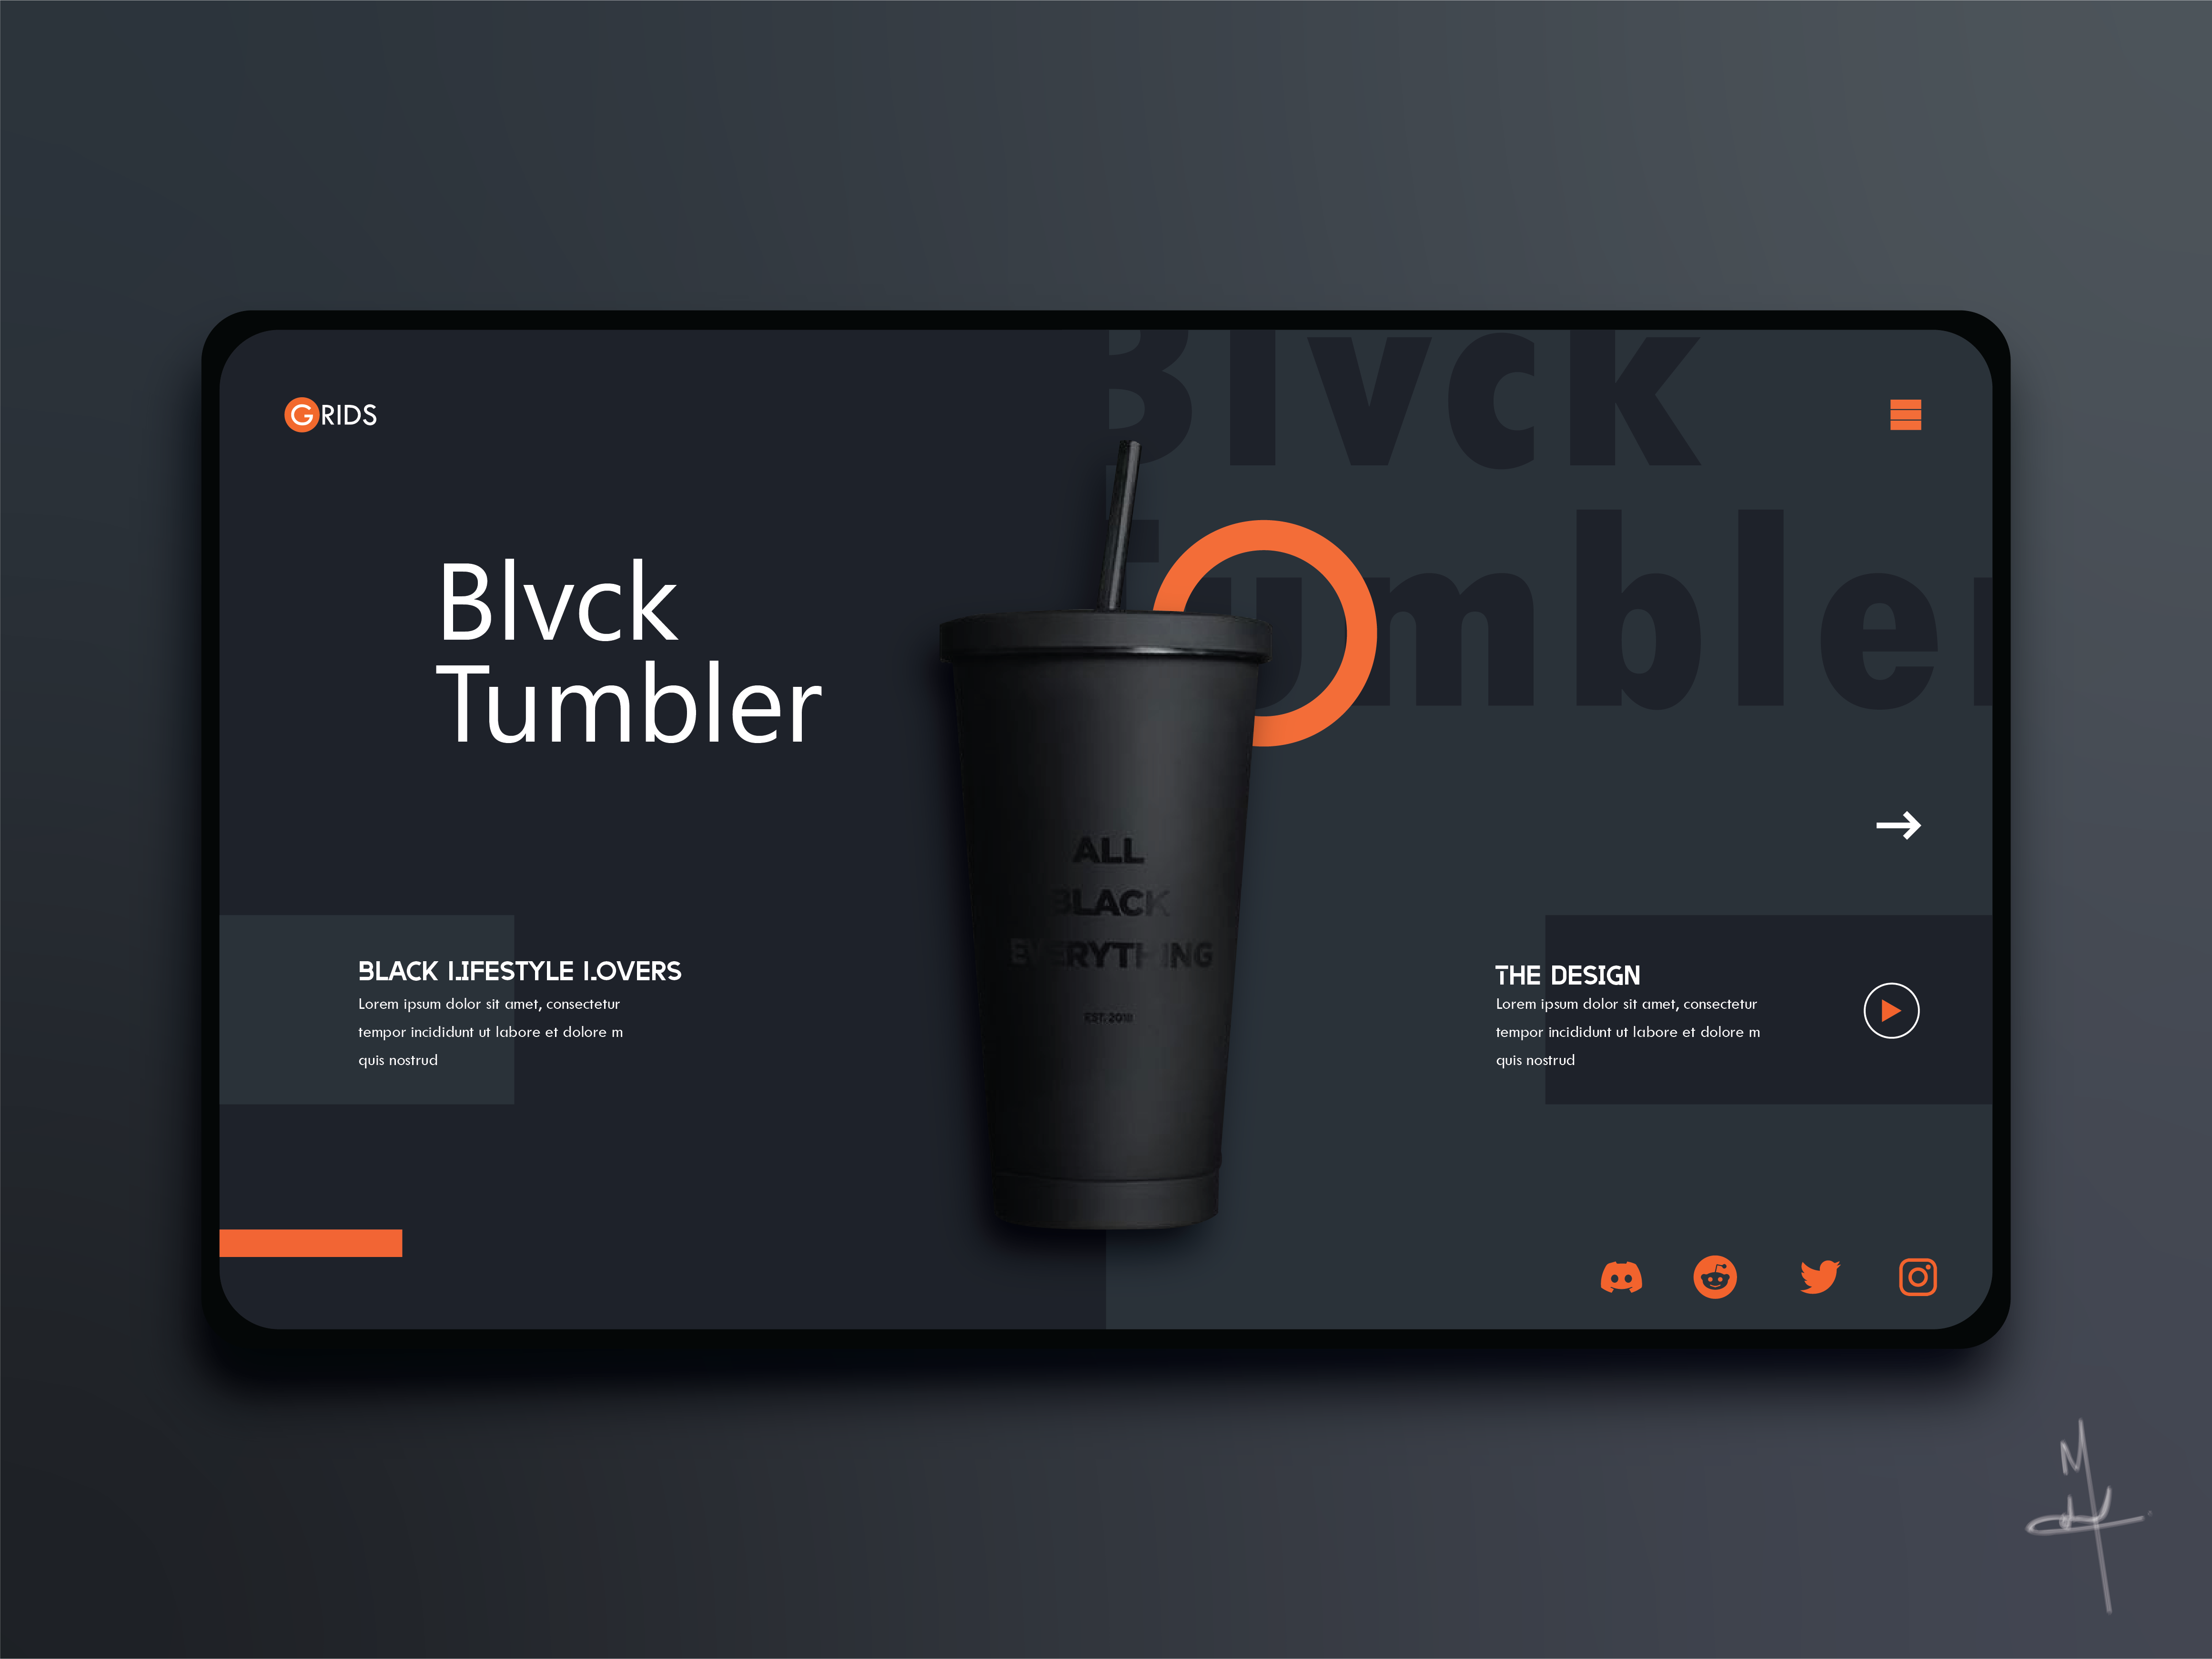 GRIDS
Blvck
Tumbler
Blvck
Tumbler
ALL
BLACK
EVERYTHING
EST. 2018
BLACK LIFESTYLE LOVERS
Lorem ipsum dolor sit amet, consectetur
tempor incididunt ut labore et dolore m
quis nostrud
THE DESIGN
Lorem ipsum dolor sit amet, consectetur
tempor incididunt ut labore et dolore m
quis nostrud